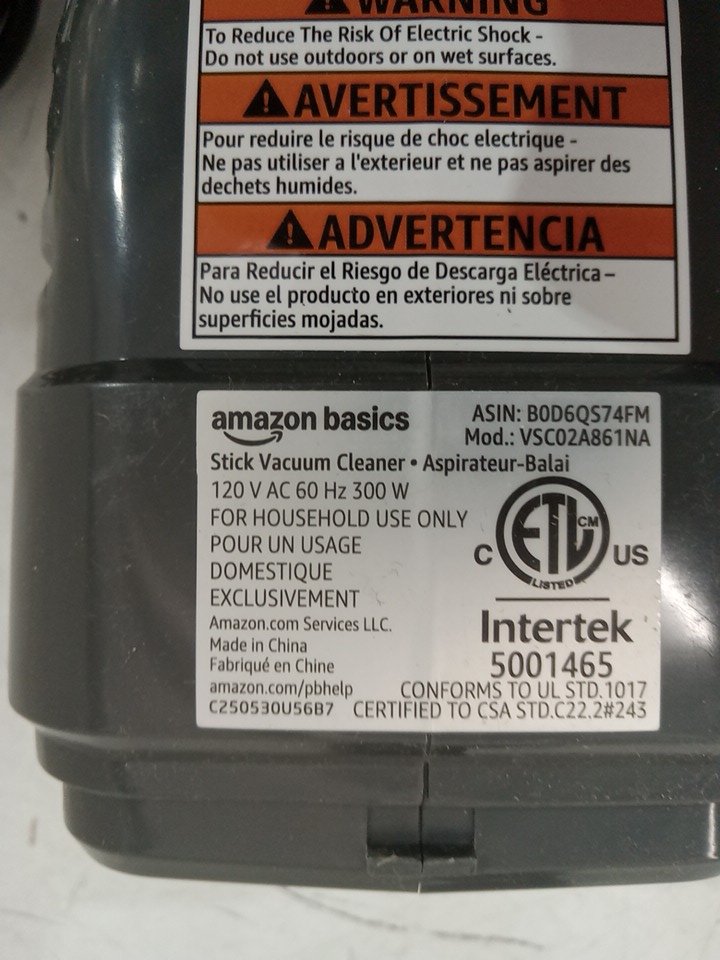 WARNING
To Reduce The Risk Of Electric Shock -
Do not use outdoors or on wet surfaces.
AVERTISSEMENT
Pour reduire le risque de choc electrique -
Ne pas utiliser a l'exterieur et ne pas aspirer des
dechets humides.
ADVERTENCIA
Para Reducir el Riesgo de Descarga Eléctrica –
No use el producto en exteriores ni sobre
superficies mojadas.
amazon basics
ASIN: B0D6QS74FM
Mod.: VSC02A861NA
Stick Vacuum Cleaner • Aspirateur-Balai
120 V AC 60 Hz 300 W
FOR HOUSEHOLD USE ONLY
POUR UN USAGE
DOMESTIQUE
EXCLUSIVEMENT
Amazon.com Services LLC.
Made in China
Fabriqué en Chine
amazon.com/pbhelp
C250530U56B7
C ETL CM US
LISTED
Intertek
5001465
CONFORMS TO UL STD.1017
CERTIFIED TO CSA STD.C22.2#243